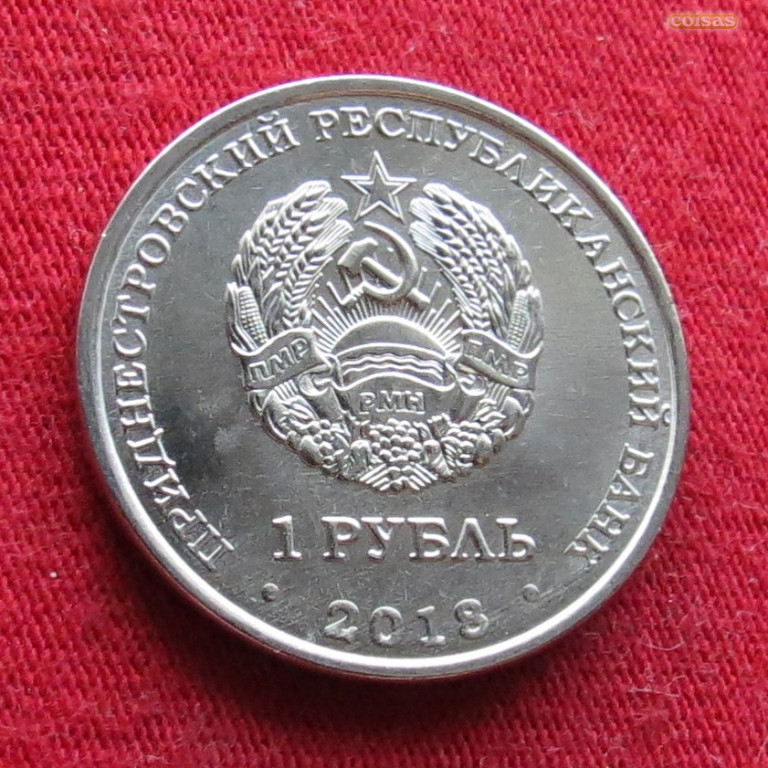 coisas
ПРИДНЕСТРОВСКИЙ РЕСПУБЛИКАНСКИЙ БАНК
ПМР
ПМР
РМН
1 РУБЛЬ
· 2018 ·